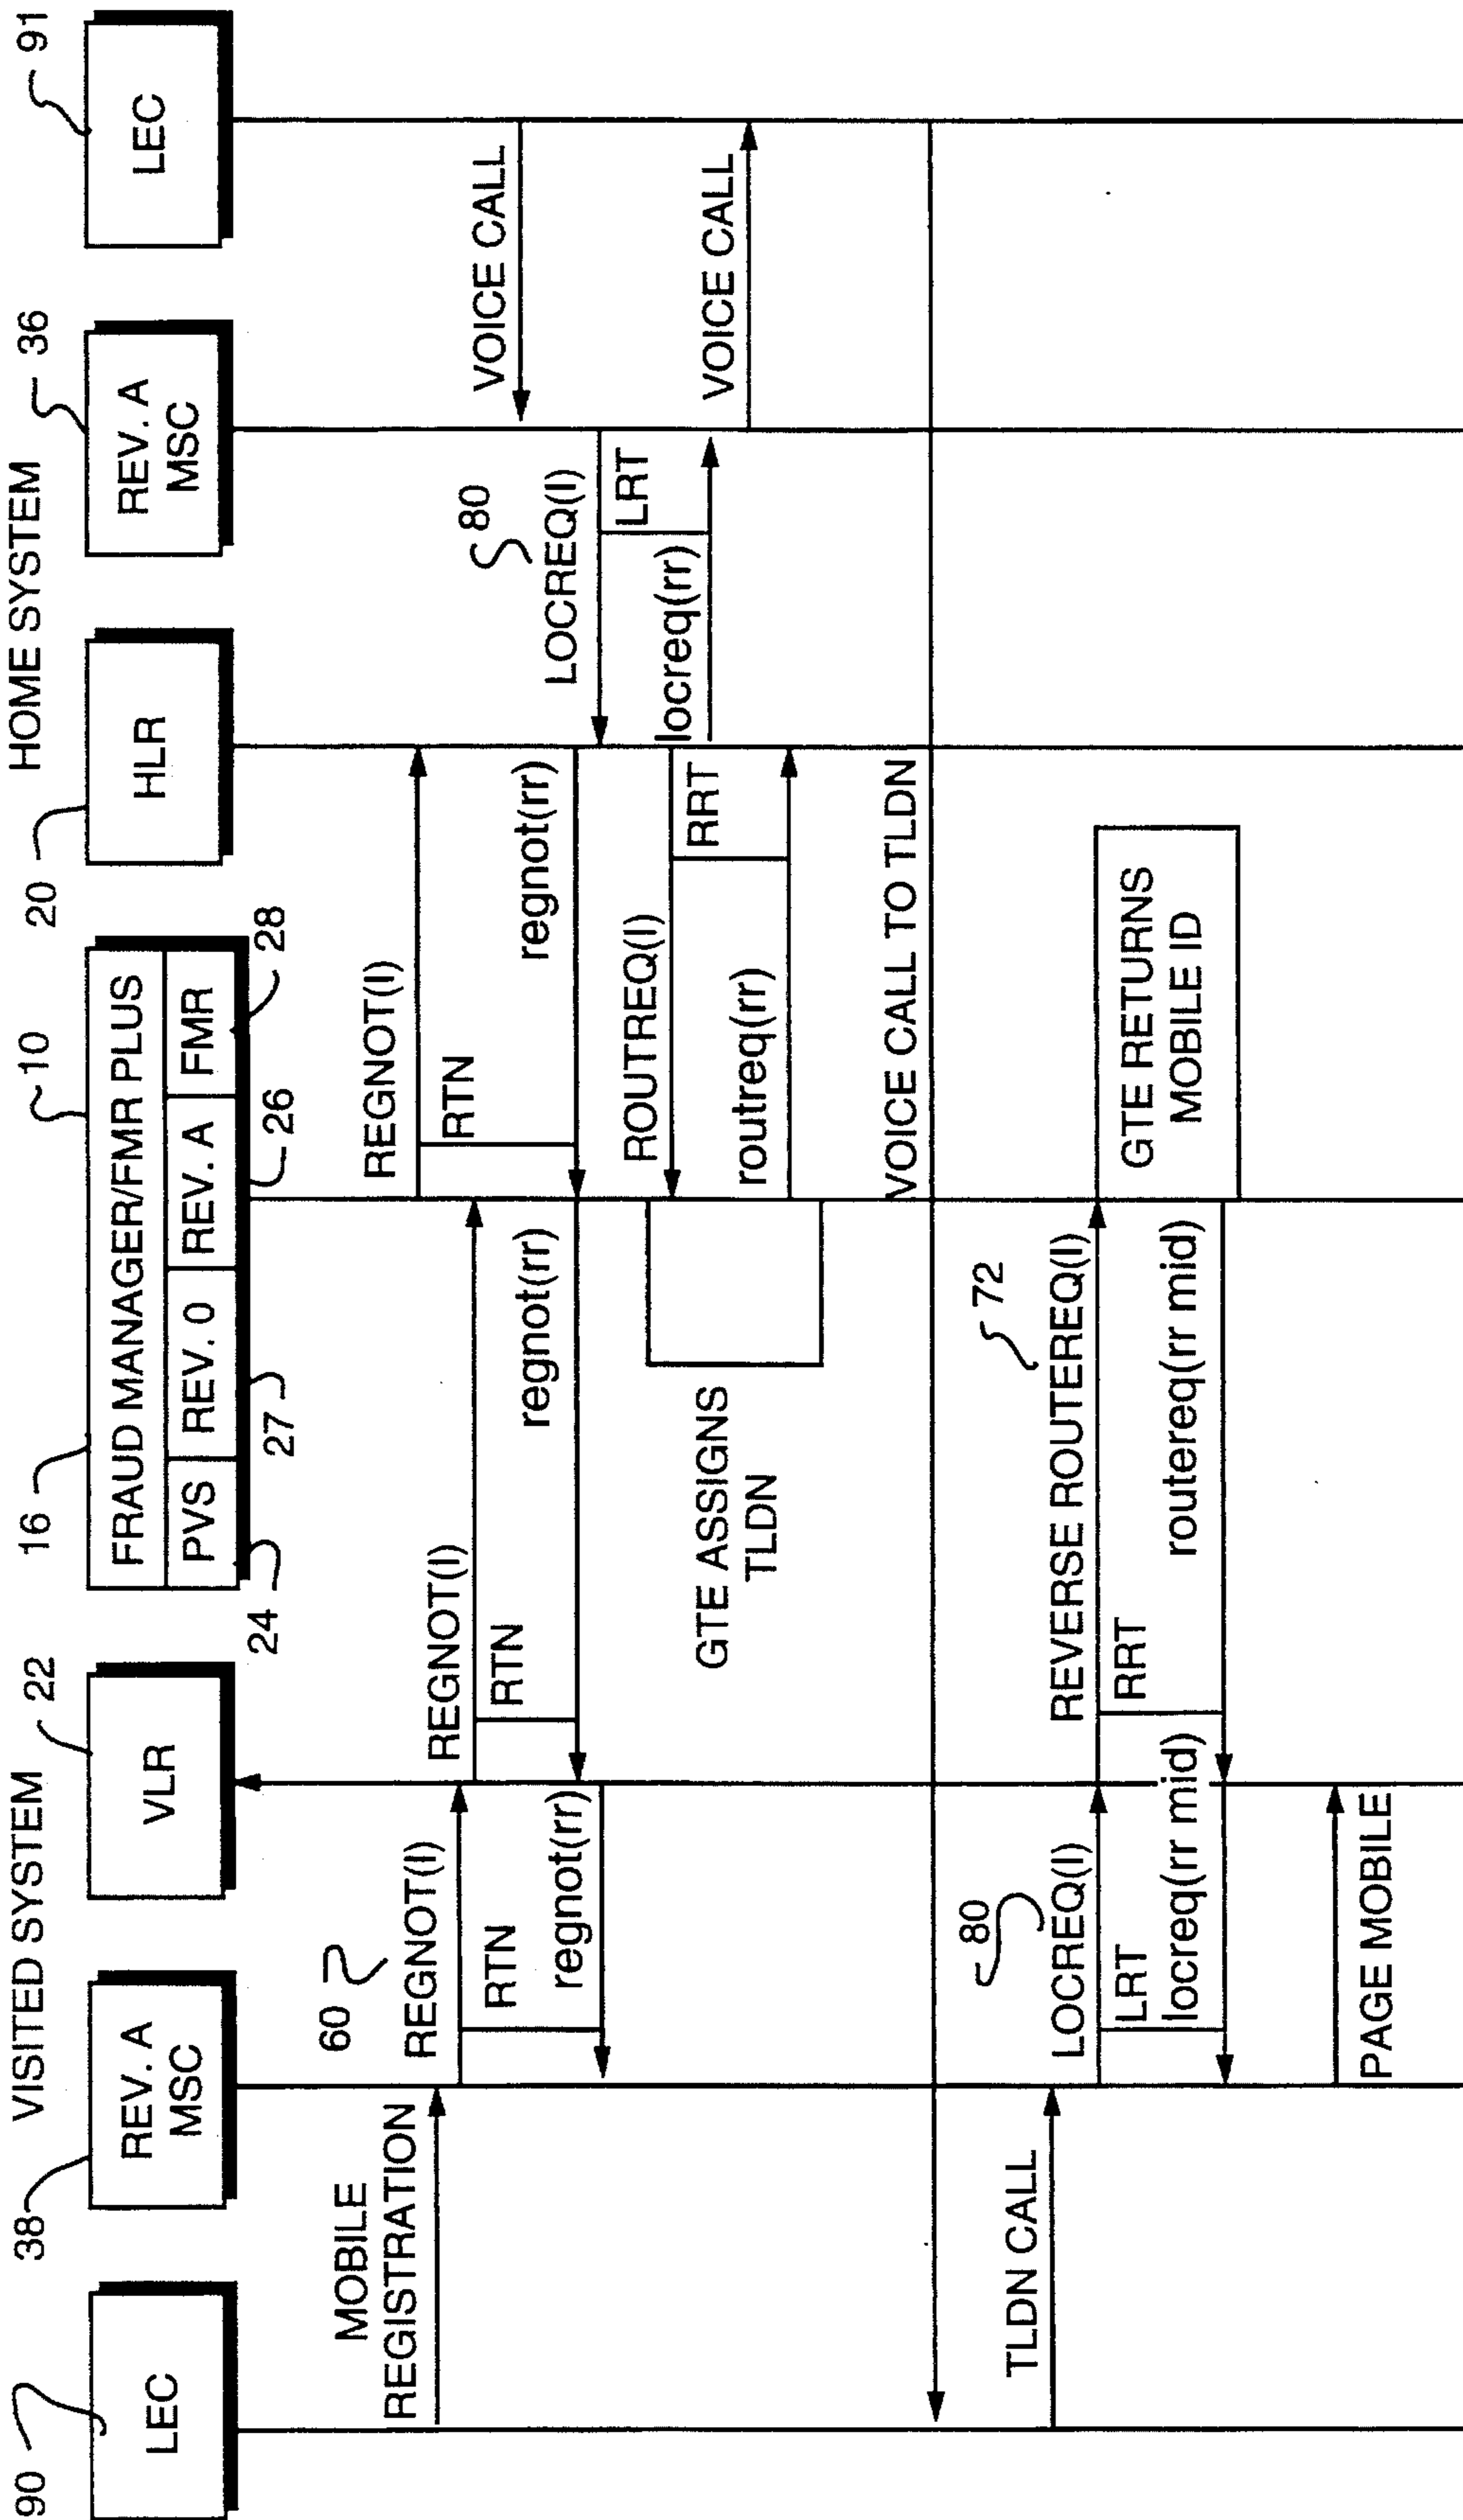 VISITED SYSTEM
HOME SYSTEM
90
LEC
38
REV. A
MSC
22
VLR
16
10
FRAUD MANAGER/FMR PLUS
PVS
REV. 0
REV. A
FMR
24
27
26
28
20
HLR
36
REV. A
MSC
91
LEC
MOBILE
REGISTRATION
60
REGNOT(I)
RTN
regnot(rr)
REGNOT(I)
RTN
regnot(rr)
REGNOT(I)
RTN
regnot(rr)
VOICE CALL
80
LOCREQ(I)
LRT
locreq(rr)
ROUTREQ(I)
RRT
routreq(rr)
GTE ASSIGNS
TLDN
VOICE CALL
VOICE CALL TO TLDN
TLDN CALL
80
LOCREQ(I)
LRT
locreq(rr mid)
72
REVERSE ROUTEREQ(I)
RRT
routereq(rr mid)
GTE RETURNS
MOBILE ID
PAGE MOBILE